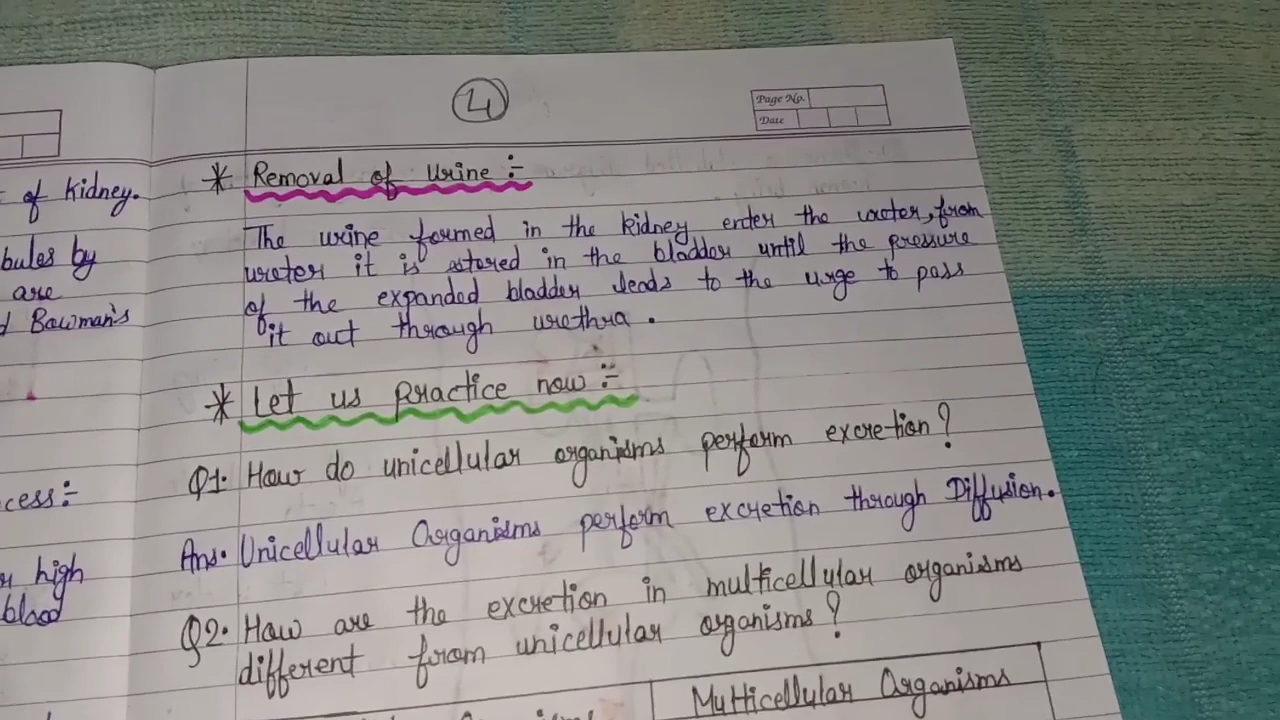 of kidney.
bules by
are
Bowman's
cess:-
high
blood
4
Page No.
Date
* Removal of Urine :-
The urine formed in the kidney enter the ureter, from
ureter it is stored in the bladder until the pressure
of the expanded bladder leads to the urge to pass
it out through urethra.
* Let us Practice now :-
Q1. How do unicellular organisms perform excretion?
Ans. Unicellular Organisms perform excretion through Diffusion.
Q2. How are the excretion in multicellular organisms
different from unicellular organisms?
Multicellular Organisms